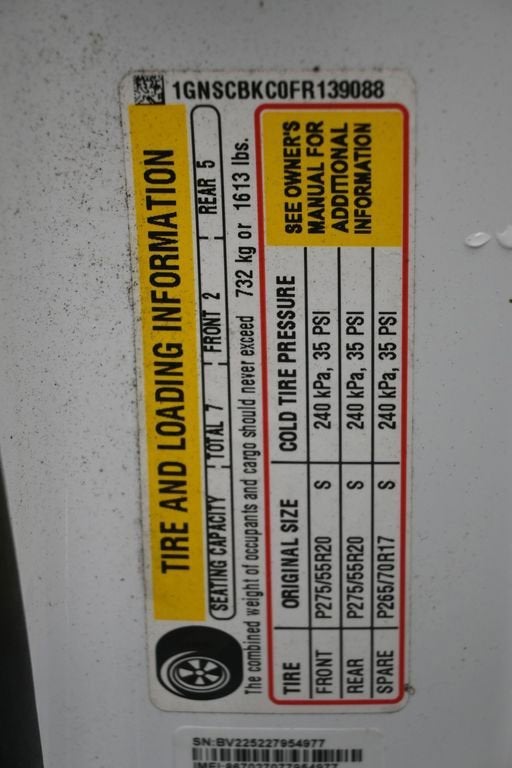 1GNSCBKC0FR139088
TIRE AND LOADING INFORMATION
SEATING CAPACITY TOTAL 7 FRONT 2 REAR 5
The combined weight of occupants and cargo should never exceed 732 kg or 1613 lbs.
TIRE ORIGINAL SIZE COLD TIRE PRESSURE
FRONT P275/55R20 S 240 kPa, 35 PSI
REAR P275/55R20 S 240 kPa, 35 PSI
SPARE P265/70R17 S 240 kPa, 35 PSI
SEE OWNER'S
MANUAL FOR
ADDITIONAL
INFORMATION
SN:BV225227954977
IMEI:867027077954977